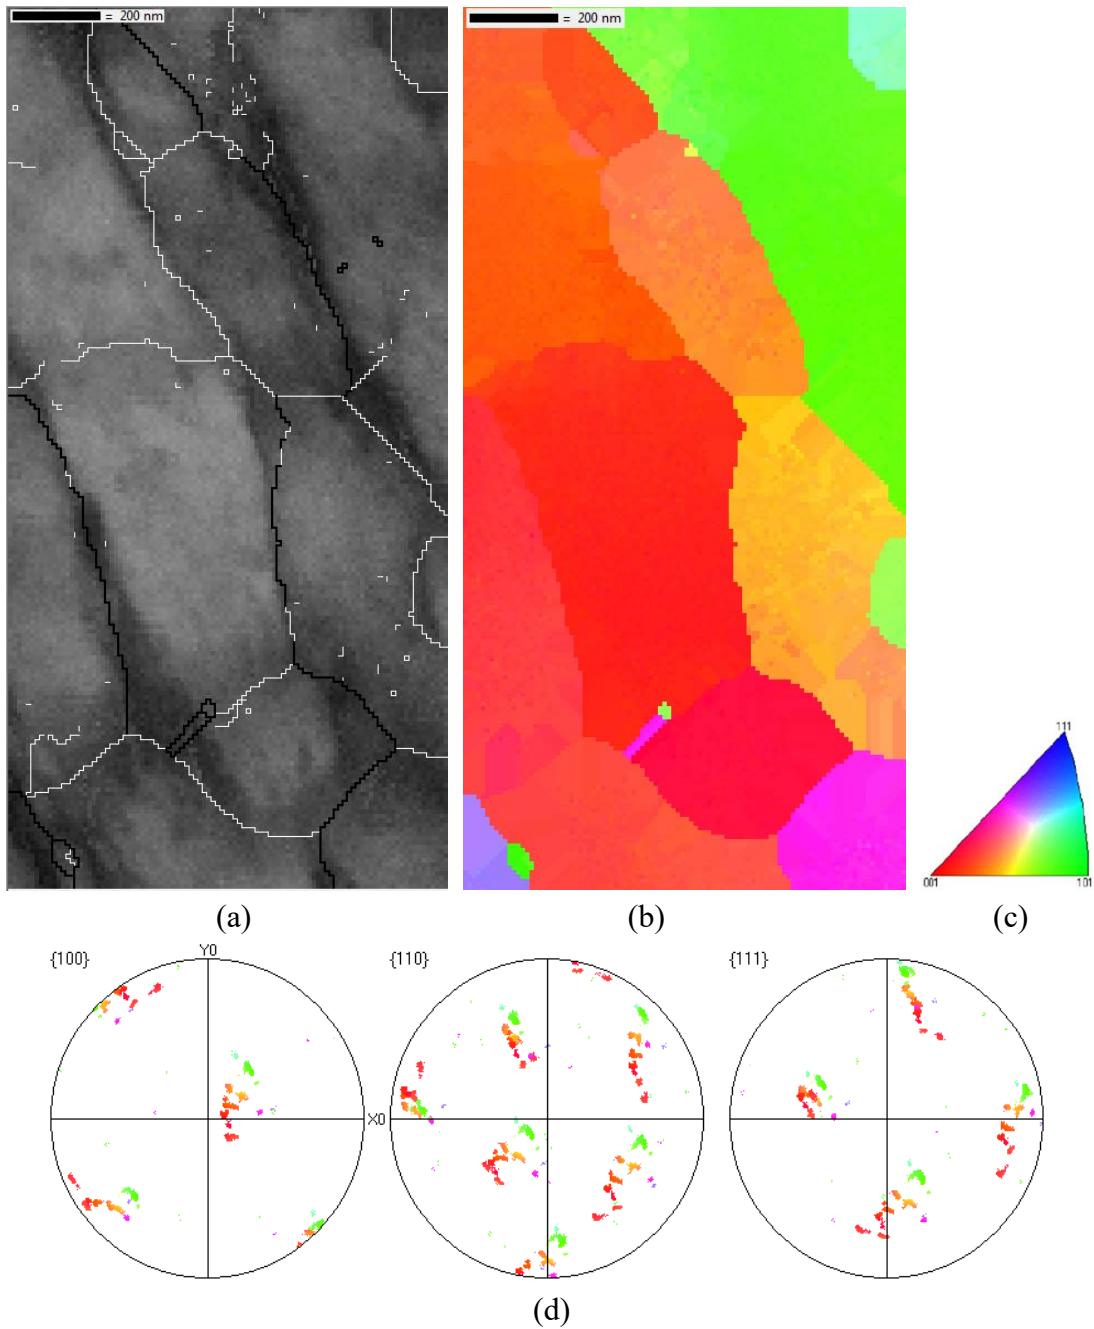 = 200 nm
= 200 nm
111
001
101
(a)
(b)
(c)
{100}
Y0
X0
{110}
{111}
(d)